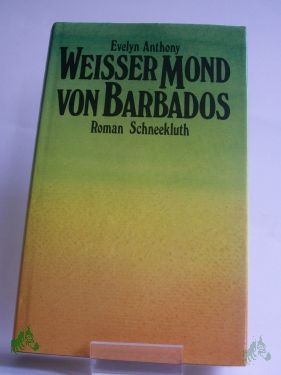 Evelyn Anthony
WEISSER MOND
VON BARBADOS
Roman Schneekluth